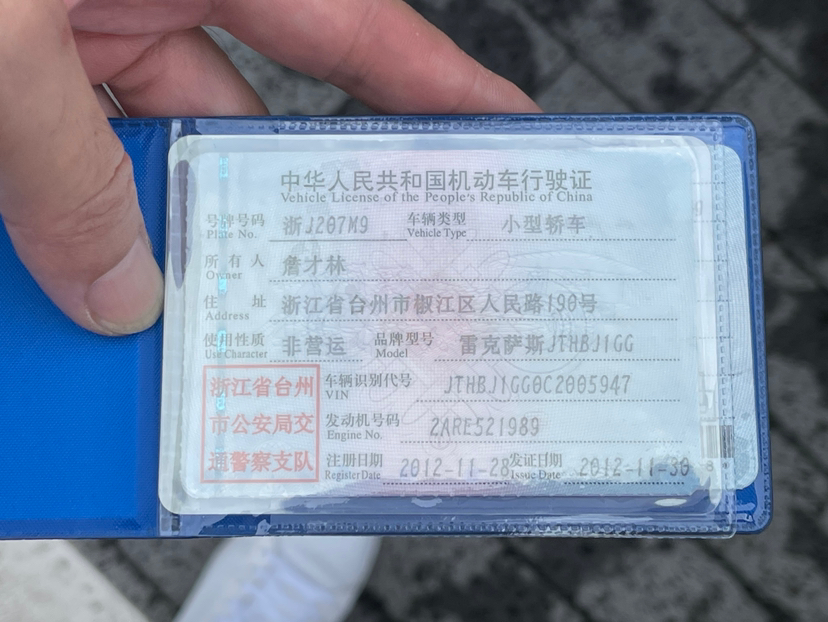 中华人民共和国机动车行驶证
Vehicle License of the People's Republic of China
号牌号码 浙J207M9 车辆类型 小型轿车
Plate No. Vehicle Type
所有人 詹才林
Owner
住址 浙江省台州市椒江区人民路190号
Address
使用性质 非营运 品牌型号 雷克萨斯JTHBJ1GG
Use Character Model
浙江省台州 车辆识别代号 JTHBJ1GG0C2005947
VIN
市公安局交 发动机号码 2ARE521989
Engine No.
通警察支队 注册日期 2012-11-28 发证日期 2012-11-30
Register Date Issue Date